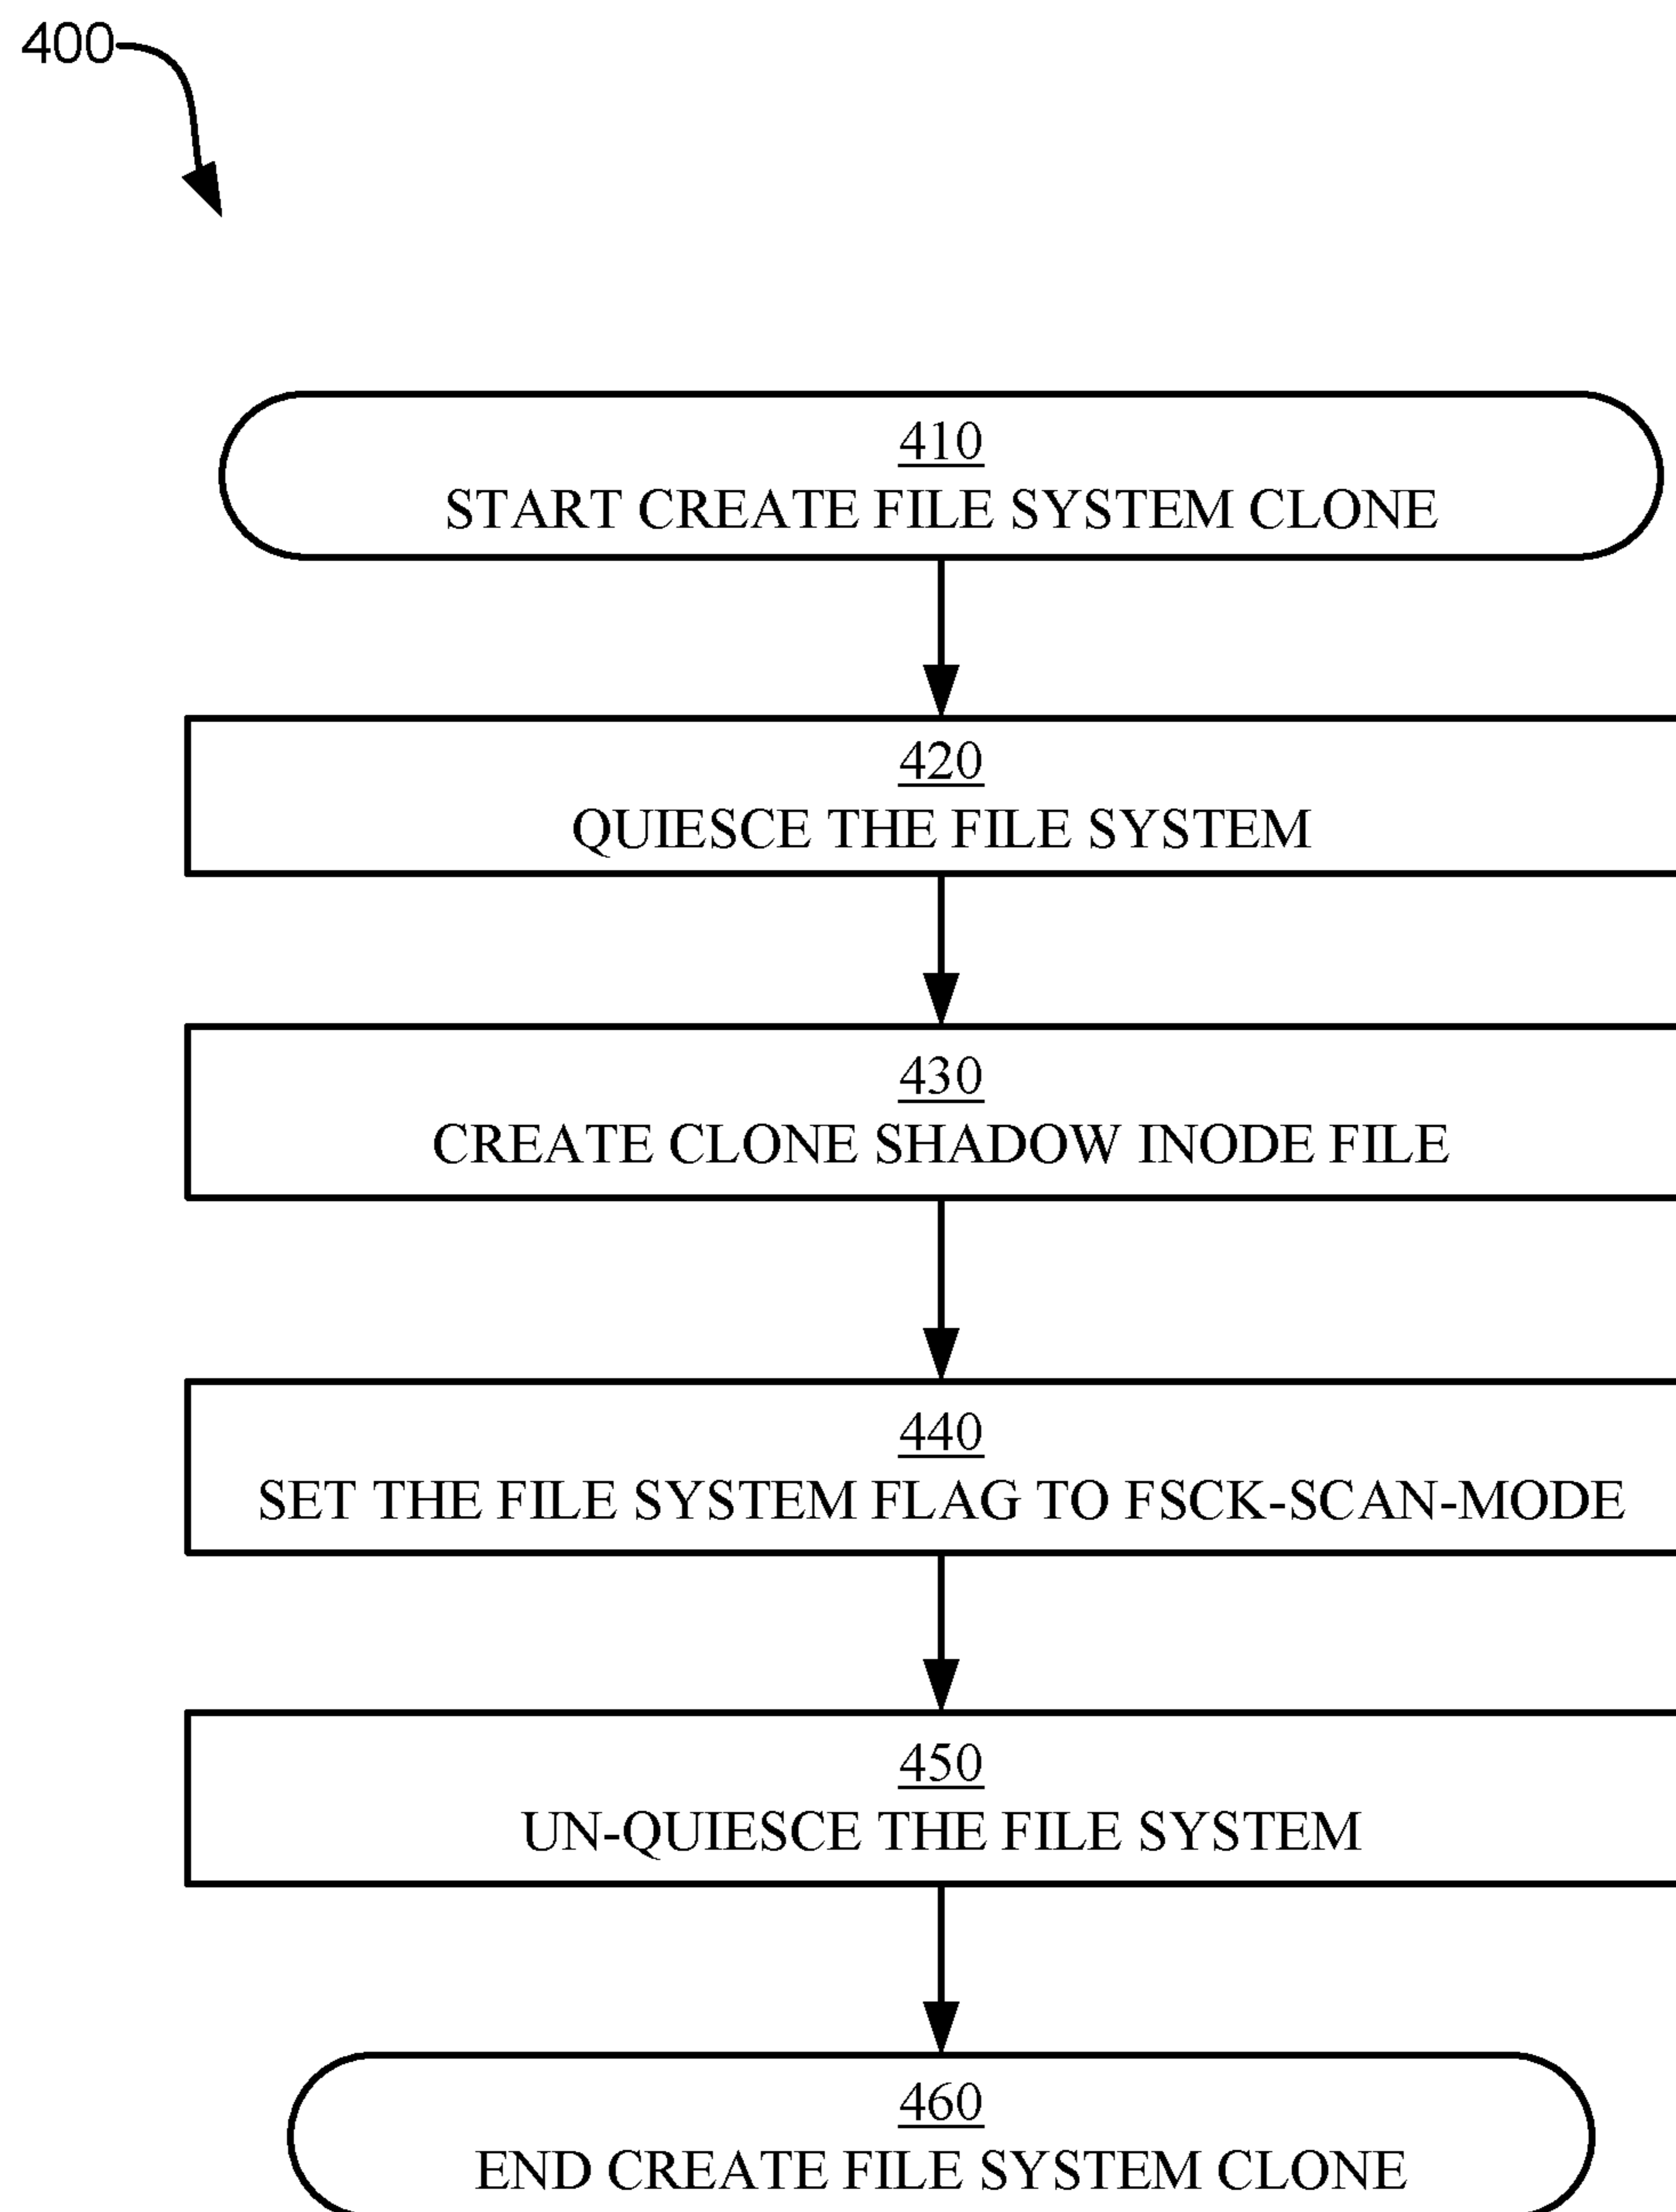 400
410
START CREATE FILE SYSTEM CLONE
420
QUIESCE THE FILE SYSTEM
430
CREATE CLONE SHADOW INODE FILE
440
SET THE FILE SYSTEM FLAG TO FSCK-SCAN-MODE
450
UN-QUIESCE THE FILE SYSTEM
460
END CREATE FILE SYSTEM CLONE